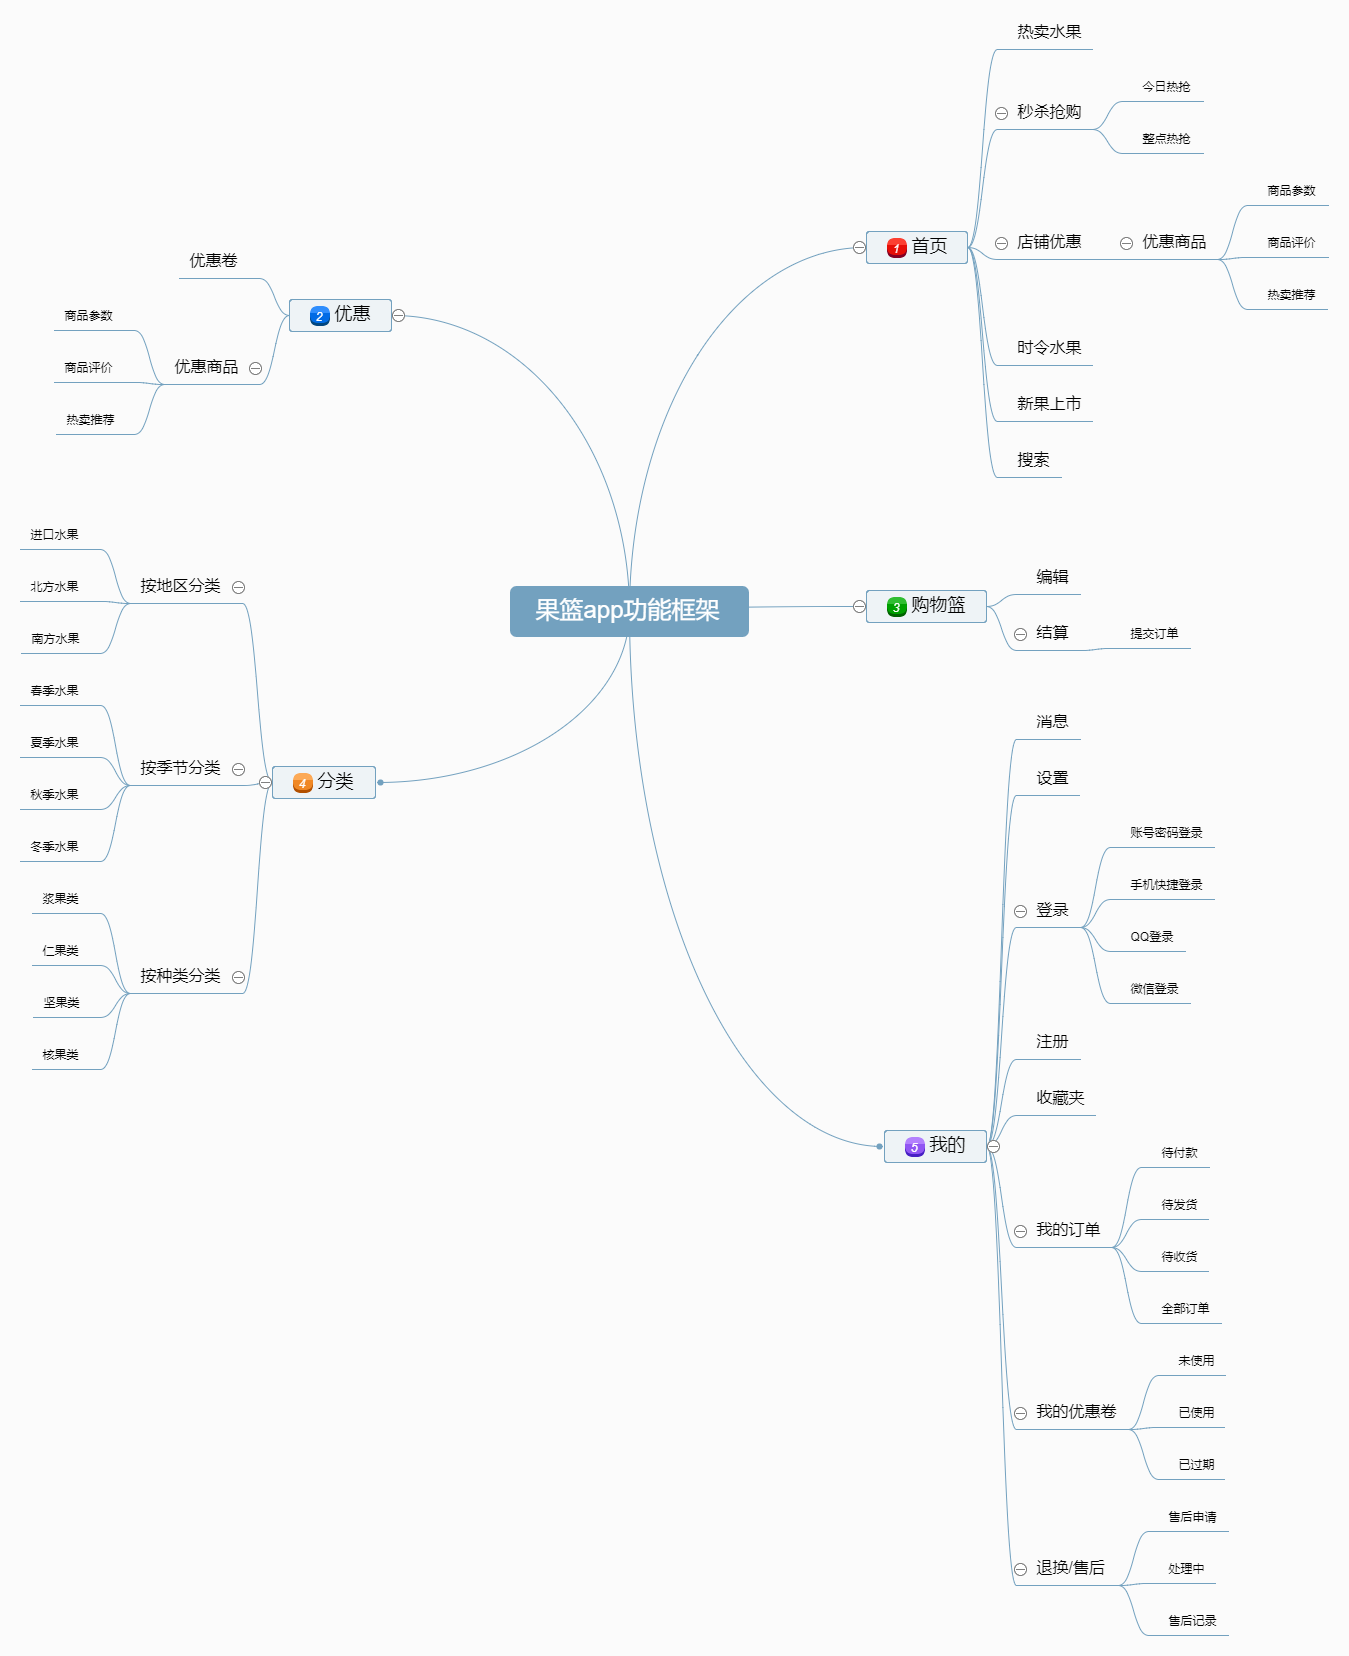 果篮app功能框架
1 首页
热卖水果
秒杀抢购
今日热抢
整点热抢
店铺优惠
优惠商品
商品参数
商品评价
热卖推荐
时令水果
新果上市
搜索
2 优惠
优惠卷
优惠商品
商品参数
商品评价
热卖推荐
3 购物篮
编辑
结算
提交订单
4 分类
按地区分类
进口水果
北方水果
南方水果
按季节分类
春季水果
夏季水果
秋季水果
冬季水果
按种类分类
浆果类
仁果类
坚果类
核果类
5 我的
消息
设置
登录
账号密码登录
手机快捷登录
QQ登录
微信登录
注册
收藏夹
我的订单
待付款
待发货
待收货
全部订单
我的优惠卷
未使用
已使用
已过期
退换/售后
售后申请
处理中
售后记录